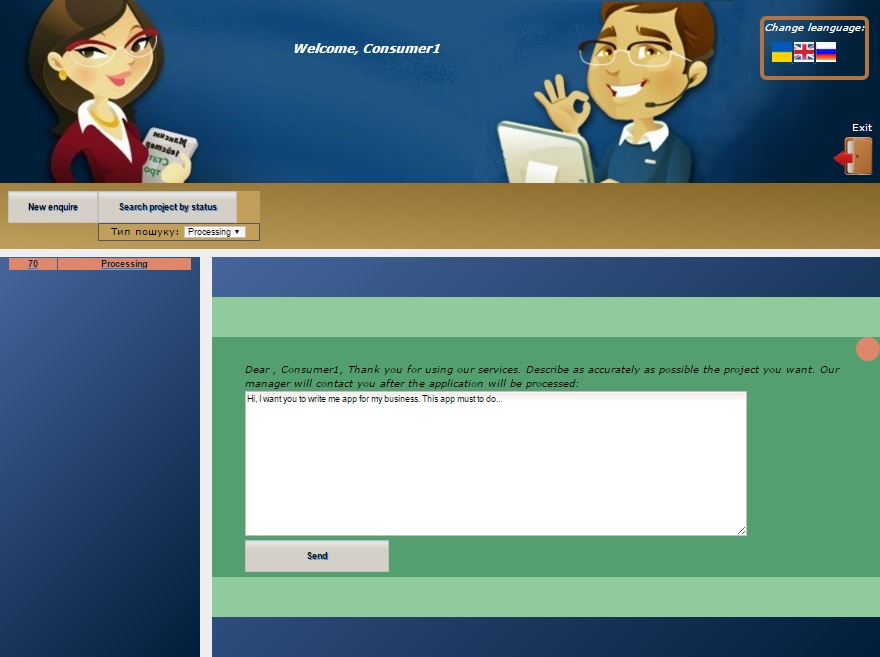 Welcome, Consumer1
Change leanguage:
Exit
New enquire
Search project by status
Тип пошуку: Processing
70 Processing
Dear , Consumer1, Thank you for using our services. Describe as accurately as possible the project you want. Our
manager will contact you after the application will be processed:
Hi, I want you to write me app for my business. This app must to do...
Send